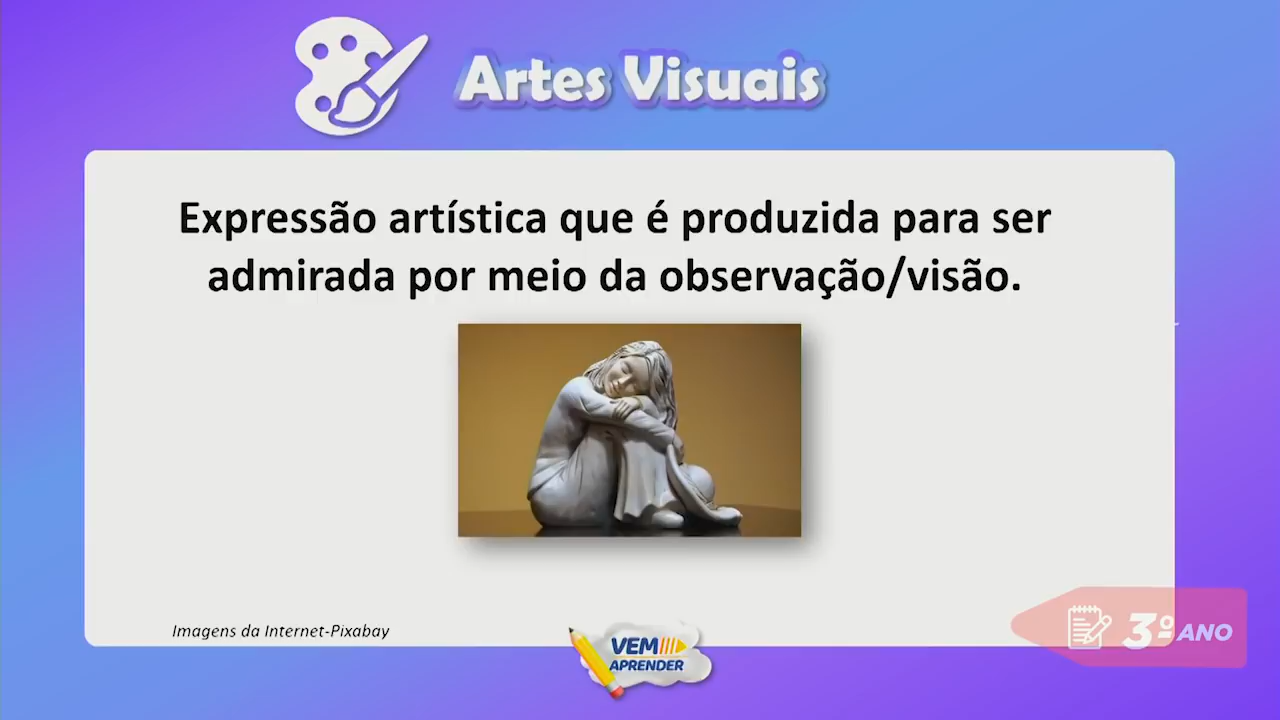 Artes Visuais
Expressão artística que é produzida para ser
admirada por meio da observação/visão.
Imagens da Internet-Pixabay
VEM
APRENDER
3º ANO